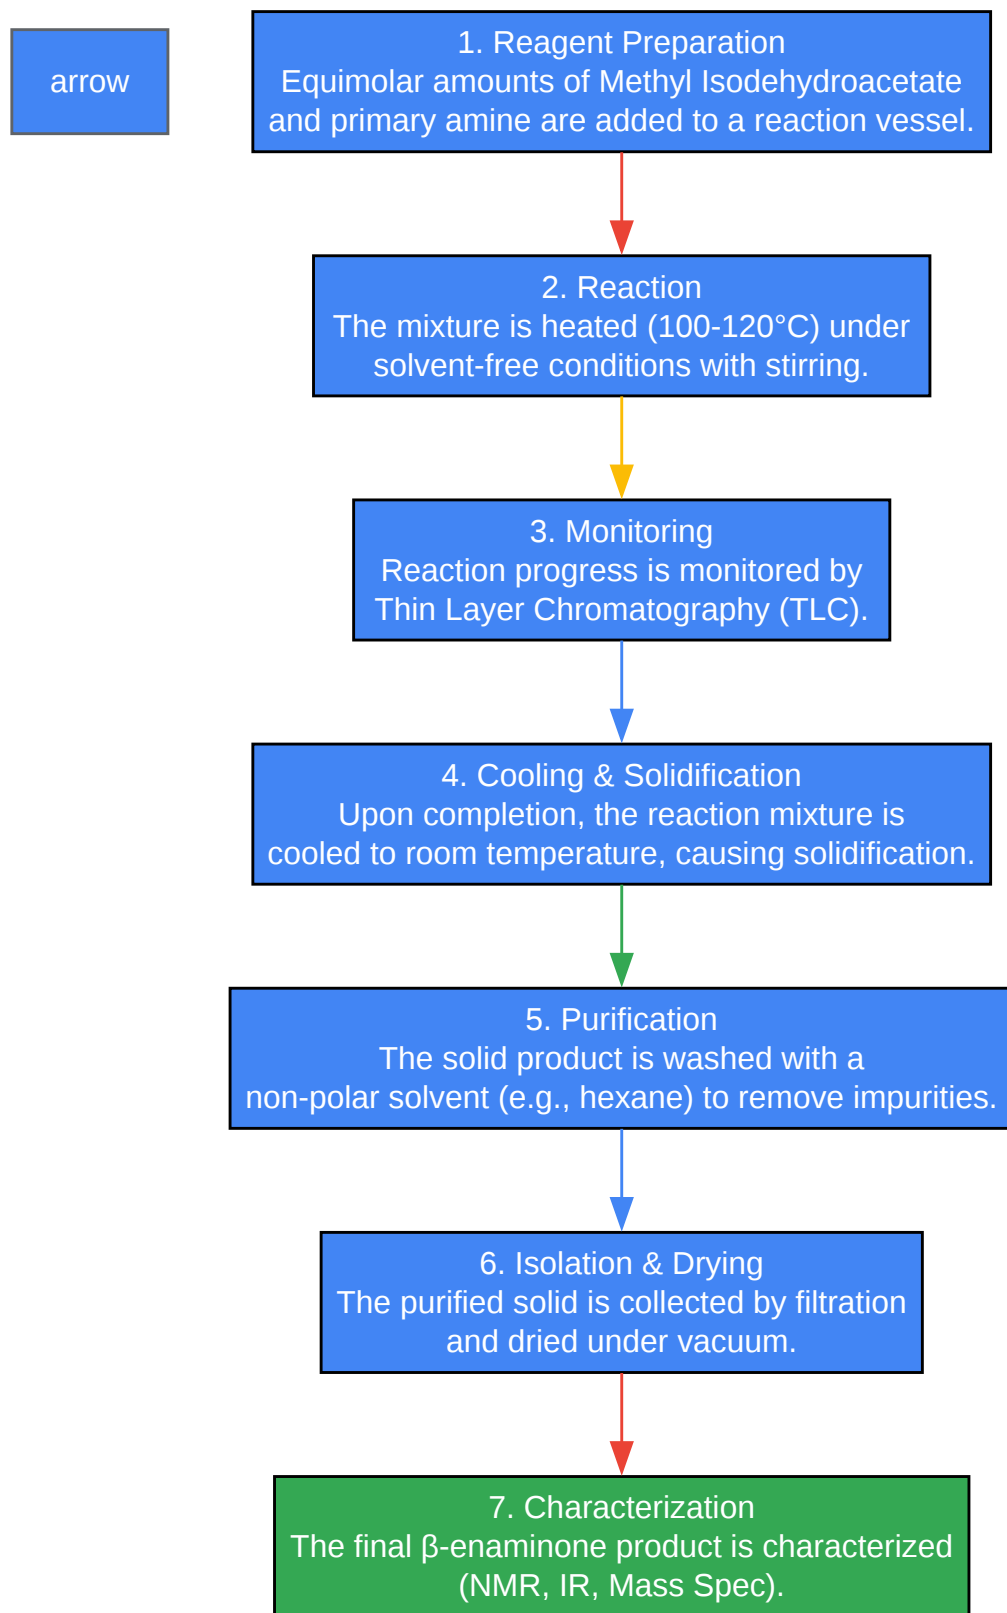 arrow
1. Reagent Preparation
Equimolar amounts of Methyl Isodehydroacetate
and primary amine are added to a reaction vessel.
2. Reaction
The mixture is heated (100-120°C) under
solvent-free conditions with stirring.
3. Monitoring
Reaction progress is monitored by
Thin Layer Chromatography (TLC).
4. Cooling & Solidification
Upon completion, the reaction mixture is
cooled to room temperature, causing solidification.
5. Purification
The solid product is washed with a
non-polar solvent (e.g., hexane) to remove impurities.
6. Isolation & Drying
The purified solid is collected by filtration
and dried under vacuum.
7. Characterization
The final β-enaminone product is characterized
(NMR, IR, Mass Spec).